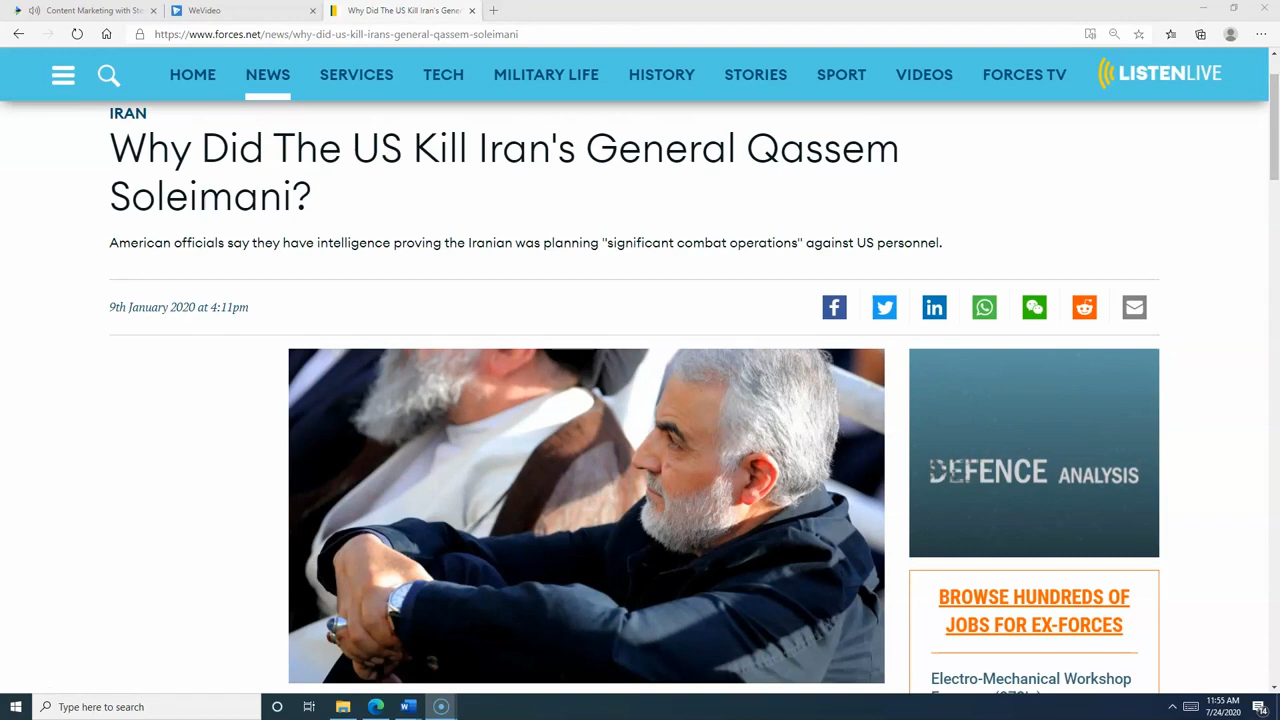 Content Marketing with Ste
WeVideo
Why Did The US Kill Iran's Gene
https://www.forces.net/news/why-did-us-kill-irans-general-qassem-soleimani
HOME NEWS SERVICES TECH MILITARY LIFE HISTORY STORIES SPORT VIDEOS FORCES TV LISTENLIVE
IRAN
Why Did The US Kill Iran's General Qassem
Soleimani?
American officials say they have intelligence proving the Iranian was planning "significant combat operations" against US personnel.
9th January 2020 at 4:11pm
DEFENCE ANALYSIS
BROWSE HUNDREDS OF
JOBS FOR EX-FORCES
Electro-Mechanical Workshop
Type here to search
11:55 AM
7/24/2020
14